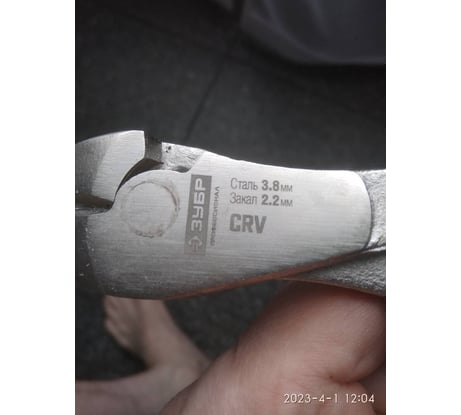 ЗУБР
ПРОФЕССИОНАЛ
Сталь 3.8мм
Закал 2.2мм
CRV
2023-4-1 12:04